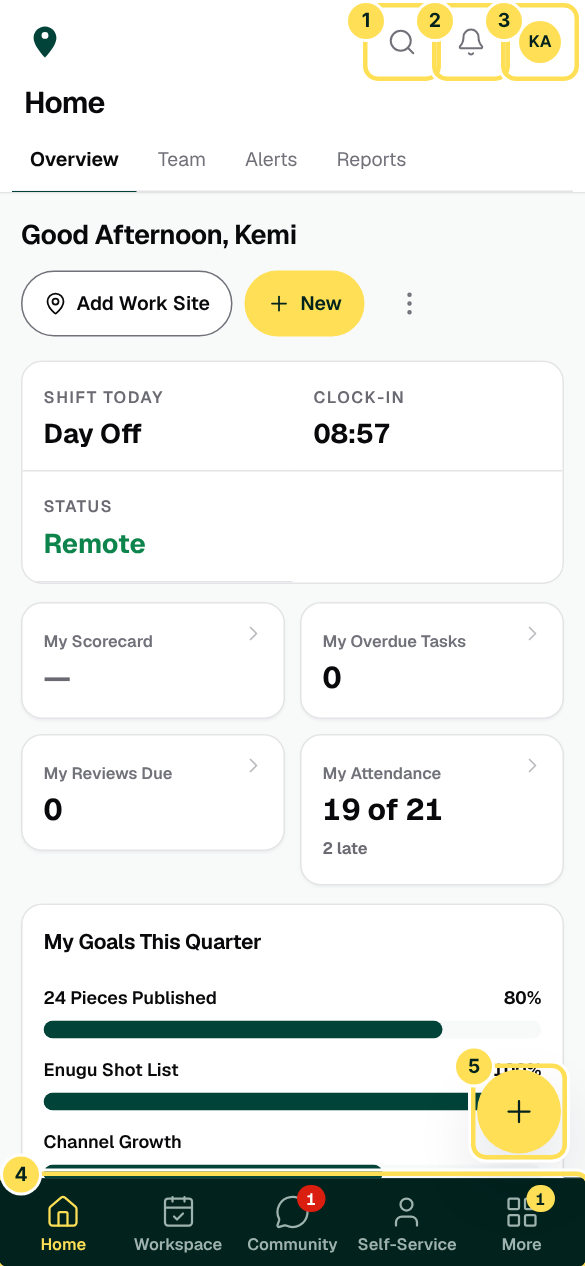 1
2
3
KA
Home
Overview Team Alerts Reports
Good Afternoon, Kemi
Add Work Site
+ New
SHIFT TODAY CLOCK-IN
Day Off 08:57
STATUS
Remote
My Scorecard My Overdue Tasks
— 0
My Reviews Due My Attendance
0 19 of 21
2 late
My Goals This Quarter
24 Pieces Published 80%
5
Enugu Shot List 100%
Channel Growth
4
1 1
Home Workspace Community Self-Service More